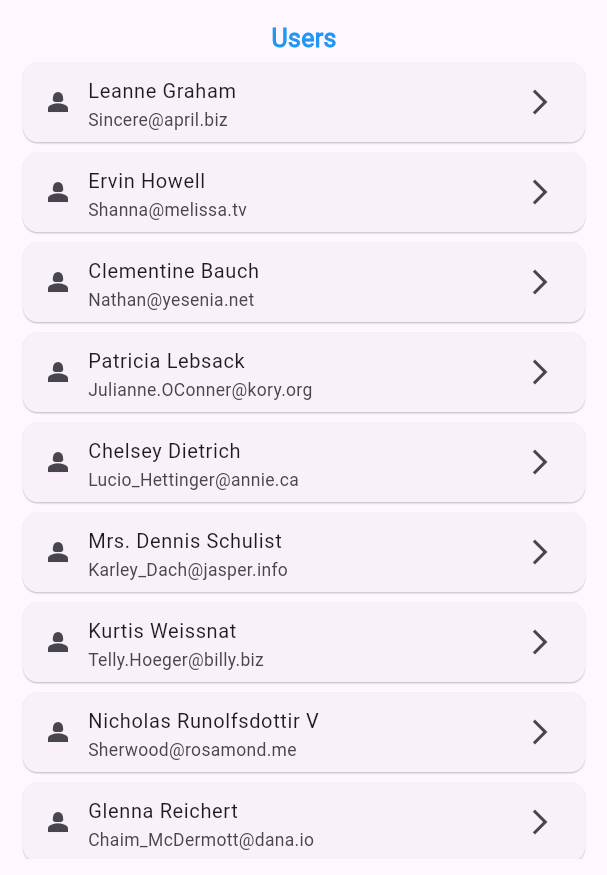 Users
Leanne Graham
Sincere@april.biz
Ervin Howell
Shanna@melissa.tv
Clementine Bauch
Nathan@yesenia.net
Patricia Lebsack
Julianne.OConner@kory.org
Chelsey Dietrich
Lucio_Hettinger@annie.ca
Mrs. Dennis Schulist
Karley_Dach@jasper.info
Kurtis Weissnat
Telly.Hoeger@billy.biz
Nicholas Runolfsdottir V
Sherwood@rosamond.me
Glenna Reichert
Chaim_McDermott@dana.io